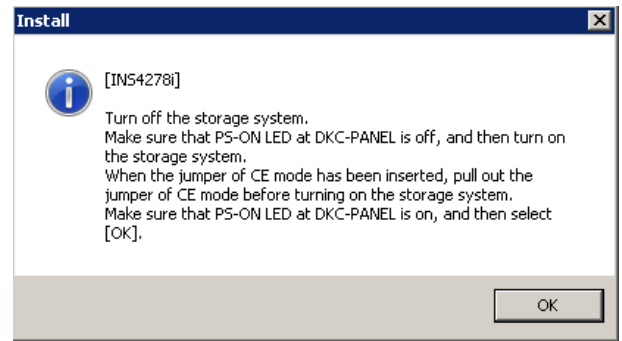 Install
[INS4278i]
Turn off the storage system.
Make sure that PS-ON LED at DKC-PANEL is off, and then turn on
the storage system.
When the jumper of CE mode has been inserted, pull out the
jumper of CE mode before turning on the storage system.
Make sure that PS-ON LED at DKC-PANEL is on, and then select
[OK].
OK